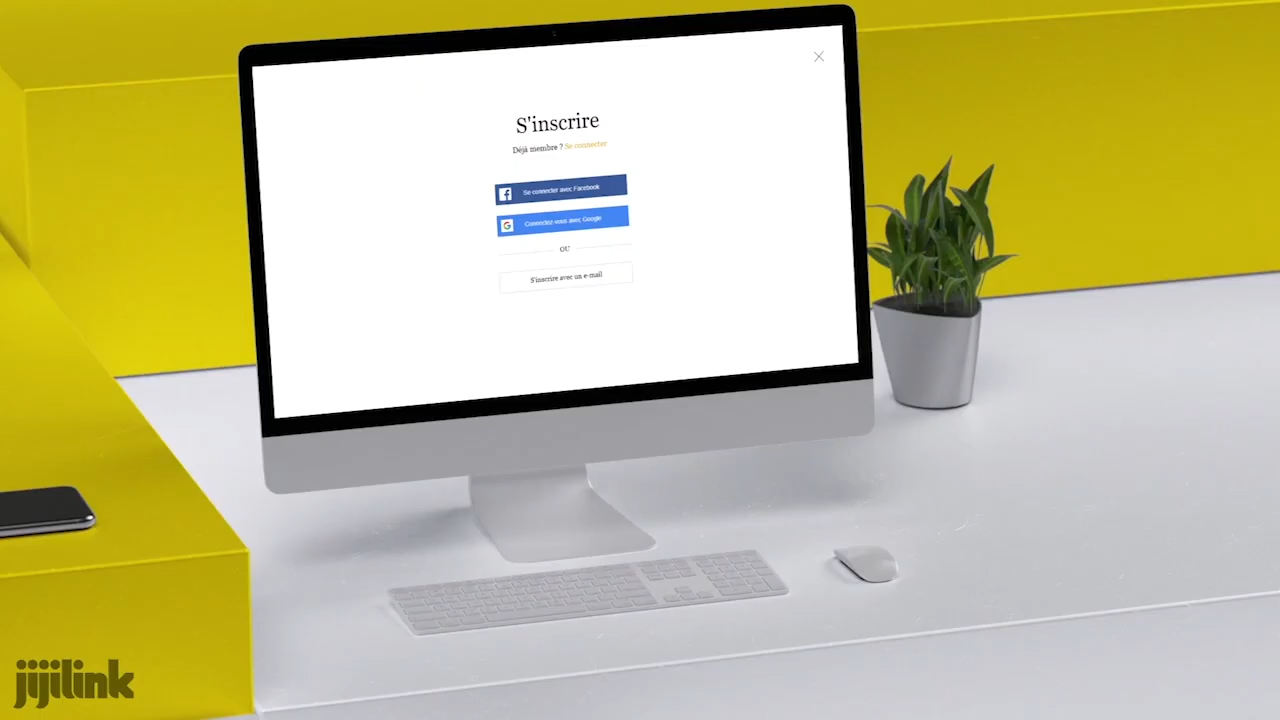 S'inscrire
Déjà membre ? Se connecter
Se connecter avec Facebook
Connectez-vous avec Google
OU
S'inscrire avec un e-mail
jijilink